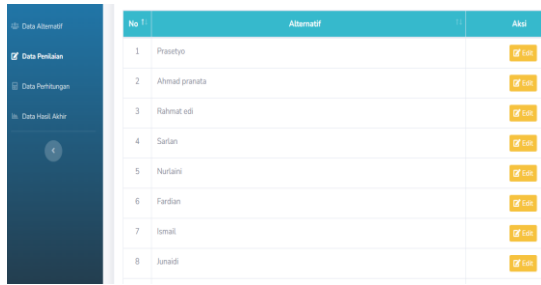 Data Alternatif
Data Penilaian
Data Perhitungan
Data Hasil Akhir
No Alternatif Aksi
1 Prasetyo Edit
2 Ahmad pranata Edit
3 Rahmat edi Edit
4 Sarlan Edit
5 Nurlaini Edit
6 Fardian Edit
7 Ismail Edit
8 Junaidi Edit